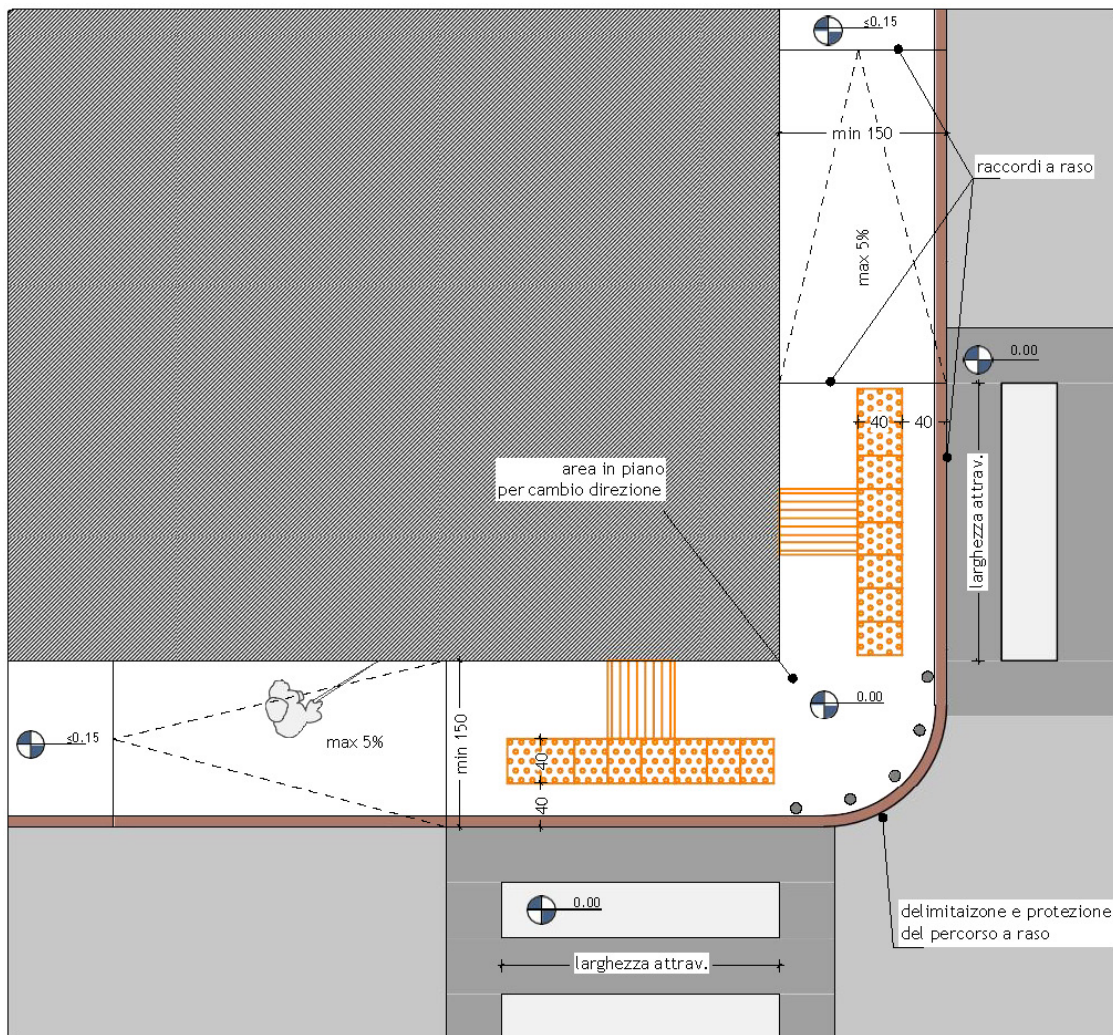 ≤0.15
min 150
raccordi a raso
max 5%
0.00
40
40
larghezza attrav.
area in piano
per cambio direzione
0.00
≤0.15
max 5%
min 150
40
40
0.00
larghezza attrav.
delimitaizone e protezione
del percorso a raso